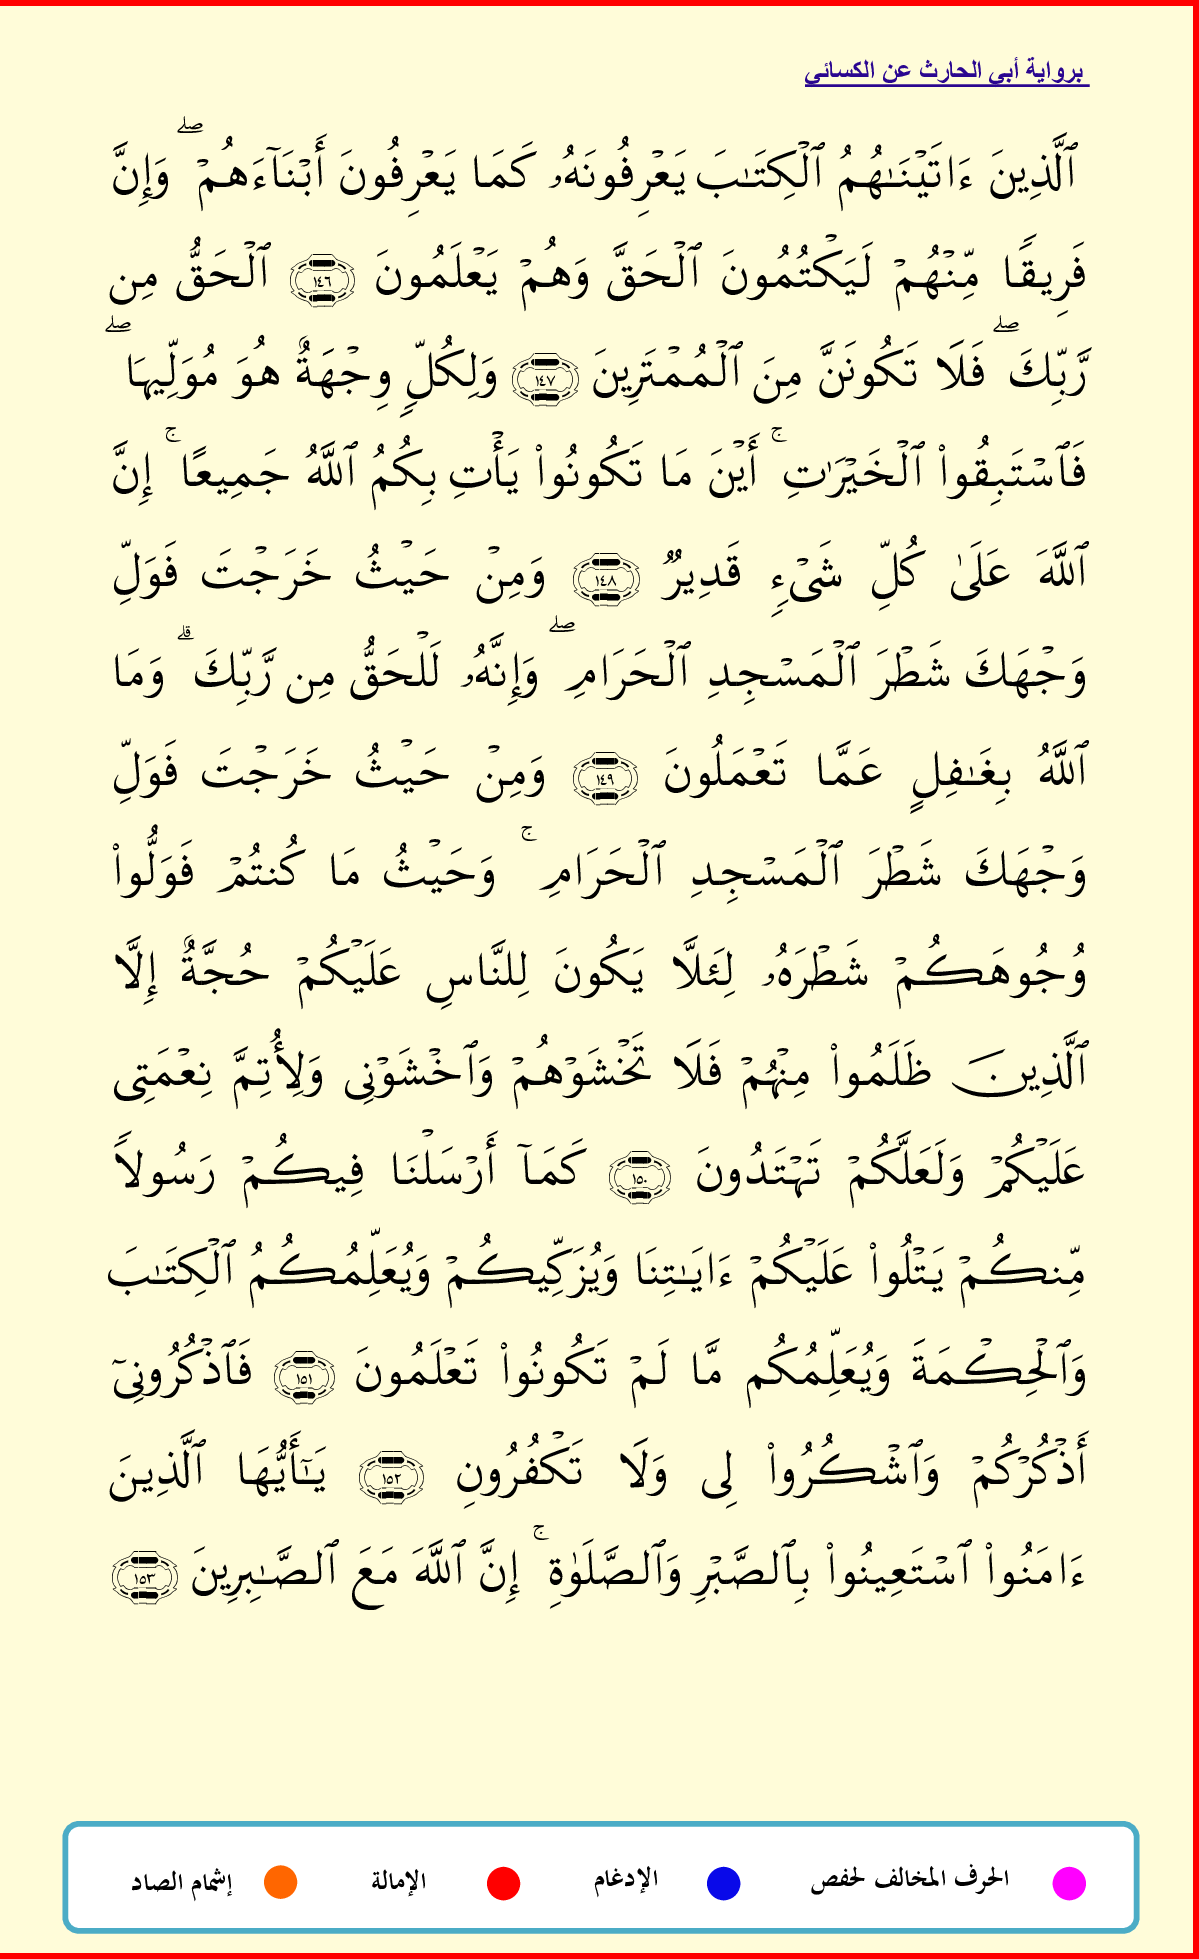 برواية أبي الحارث عن الكسائي
ٱلَّذِينَ ءَاتَيْنَـٰهُمُ ٱلْكِتَـٰبَ يَعْرِفُونَهُۥ كَمَا يَعْرِفُونَ أَبْنَآءَهُمْ ۖ وَإِنَّ
فَرِيقًا مِّنْهُمْ لَيَكْتُمُونَ ٱلْحَقَّ وَهُمْ يَعْلَمُونَ ١٤٦ ٱلْحَقُّ مِن
رَّبِّكَ ۖ فَلَا تَكُونَنَّ مِنَ ٱلْمُمْتَرِينَ ١٤٧ وَلِكُلٍّ وِجْهَةٌ هُوَ مُوَلِّيهَا ۖ
فَٱسْتَبِقُوا۟ ٱلْخَيْرَٰتِ ۚ أَيْنَ مَا تَكُونُوا۟ يَأْتِ بِكُمُ ٱللَّهُ جَمِيعًا ۚ إِنَّ
ٱللَّهَ عَلَىٰ كُلِّ شَىْءٍ قَدِيرٌ ١٤٨ وَمِنْ حَيْثُ خَرَجْتَ فَوَلِّ
وَجْهَكَ شَطْرَ ٱلْمَسْجِدِ ٱلْحَرَامِ ۖ وَإِنَّهُۥ لَلْحَقُّ مِن رَّبِّكَ ۗ وَمَا
ٱللَّهُ بِغَـٰفِلٍ عَمَّا تَعْمَلُونَ ١٤٩ وَمِنْ حَيْثُ خَرَجْتَ فَوَلِّ
وَجْهَكَ شَطْرَ ٱلْمَسْجِدِ ٱلْحَرَامِ ۚ وَحَيْثُ مَا كُنتُمْ فَوَلُّوا۟
وُجُوهَكُمْ شَطْرَهُۥ لِئَلَّا يَكُونَ لِلنَّاسِ عَلَيْكُمْ حُجَّةٌ إِلَّا
ٱلَّذِينَ ظَلَمُوا۟ مِنْهُمْ فَلَا تَخْشَوْهُمْ وَٱخْشَوْنِى وَلِأُتِمَّ نِعْمَتِى
عَلَيْكُمْ وَلَعَلَّكُمْ تَهْتَدُونَ ١٥٠ كَمَآ أَرْسَلْنَا فِيكُمْ رَسُولًا
مِّنكُمْ يَتْلُوا۟ عَلَيْكُمْ ءَايَـٰتِنَا وَيُزَكِّيكُمْ وَيُعَلِّمُكُمُ ٱلْكِتَـٰبَ
وَٱلْحِكْمَةَ وَيُعَلِّمُكُم مَّا لَمْ تَكُونُوا۟ تَعْلَمُونَ ١٥١ فَٱذْكُرُونِىٓ
أَذْكُرْكُمْ وَٱشْكُرُوا۟ لِى وَلَا تَكْفُرُونِ ١٥٢ يَـٰٓأَيُّهَا ٱلَّذِينَ
ءَامَنُوا۟ ٱسْتَعِينُوا۟ بِٱلصَّبْرِ وَٱلصَّلَوٰةِ ۚ إِنَّ ٱللَّهَ مَعَ ٱلصَّـٰبِرِينَ ١٥٣
الحرف المخالف لحفص الإدغام الإمالة إشمام الصاد